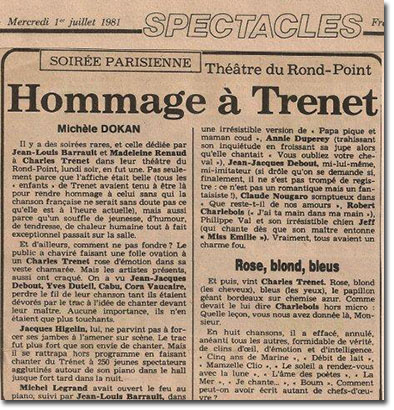 Mercredi 1er juillet 1981
SPECTACLES
SOIRÉE PARISIENNE
Théâtre du Rond-Point
Hommage à Trenet
Michèle DOKAN
Il y a des soirées rares, et celle dédiée par
Jean-Louis Barrault et Madeleine Renaud
à Charles Trénet dans leur théâtre du
Rond-Point, lundi soir, en fut une. Pas seule-
ment parce que l'affiche était belle (tous les
« enfants » de Trenet avaient tenu à être là
pour rendre hommage à celui sans qui la
chanson française ne serait sans doute pas ce
qu'elle est à l'heure actuelle), mais aussi
parce qu'un souffle de jeunesse, d'humour,
de tendresse, de chaleur humaine tout à fait
exceptionnel passait sur la salle.
Et d'ailleurs, comment ne pas fondre ? Le
public a chaviré faisant une folle ovation à
un Charles Trenet rose d'émotion dans sa
veste chamarée. Mais les artistes présents,
aussi ont craqué. On a vu Jean-Jacques
Debout, Yves Duteil, Cabu, Cora Vaucaire,
perdre le fil de leur chanson tant ils étaient
dévorés par le trac à l'idée de chanter devant
leur maître. Aucune importance, ils n'en
étaient que plus touchants.
Jacques Higelin, lui, ne parvint pas à for-
cer ses jambes à l'amener sur scène. Le trac
fut plus fort que son envie de chanter. Mais
il se rattrapa hors programme en faisant
chanter du Trénet à 250 jeunes spectateurs
agglutinés autour de son piano dans le hall
jusque fort tard dans la nuit.
Michel Legrand avait ouvert le feu au
piano, suivi par Jean-Louis Barrault, dans
une irrésistible version de « Papa pique et
maman coud », Annie Duperey (trahissant
son inquiétude en froissant sa jupe alors
qu'elle chantait « Vous oubliez votre che-
val »), Jean-Jacques Debout, mi-lui-même,
mi-imitateur (si drôle qu'on se demande si,
finalement, il ne s'est pas trompé de regis-
tre : ce n'est pas un romantique mais un fan-
taisiste !), Claude Nougaro somptueux dans
« Que reste-t-il de nos amours », Robert
Charlebois (« J'ai ta main dans ma main »),
Philippe Val et son irrésistible chien Jeff
(qui chante dès que son maître entonne
« Miss Emilie »). Vraiment, tous avaient un
charme fou.
Rose, blond, bleus
Et puis, vint Charles Trenet. Rose, blond
(les cheveux), bleus (les yeux), le papillon
géant bordeaux sur chemise azur. Comme
devait le lui dire Charlebois hors micro :
Quelle leçon, vous nous avez donnée là, Mon-
sieur.
En huit chansons, il a effacé, annulé,
anéanti tous les autres, formidable de vérité,
de clins d'œil, d'émotion et d'intelligence.
« Cinq ans de Marine », « Débit de lait »,
« Mamzelle Clio », « Le soleil a rendez-vous
avec la lune », « L'âme des poètes », « La
Mer », « Je chante... », « Boum ». Comment
peut-on avoir écrit autant de chefs-d'œu-
vre ?